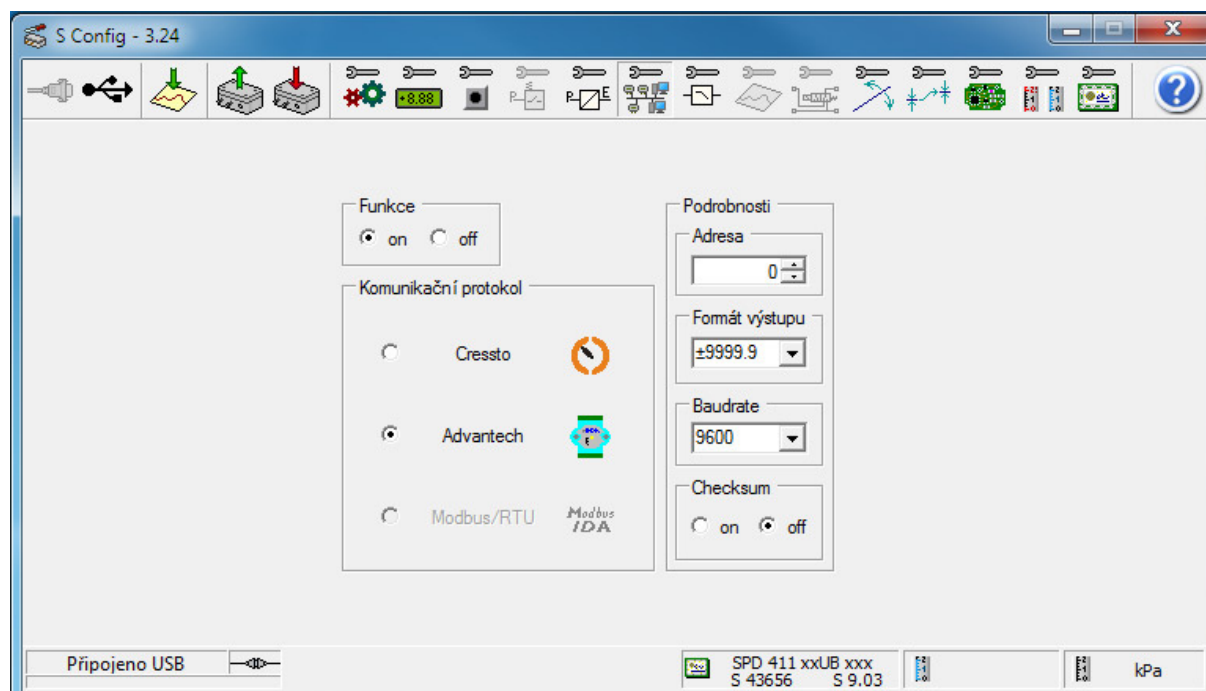 S Config - 3.24
+8.88
P
P E
?
Funkce
on off
Komunikační protokol
Cressto
Advantech
Modbus/RTU Modbus IDA
Podrobnosti
Adresa
0
Formát výstupu
±9999.9
Baudrate
9600
Checksum
on off
Připojeno USB
SPD 411 xxUB xxx
S 43656 S 9.03
kPa